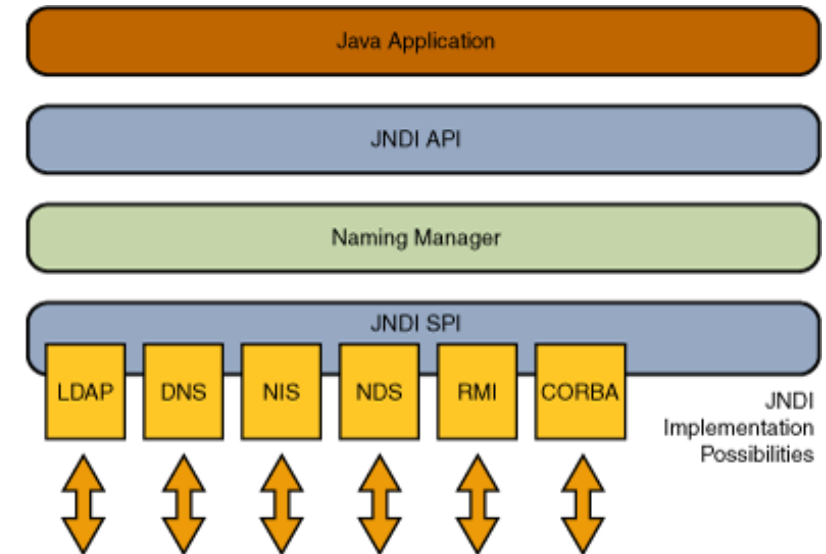 Java Application
JNDI API
Naming Manager
JNDI SPI
LDAP
DNS
NIS
NDS
RMI
CORBA
JNDI
Implementation
Possibilities